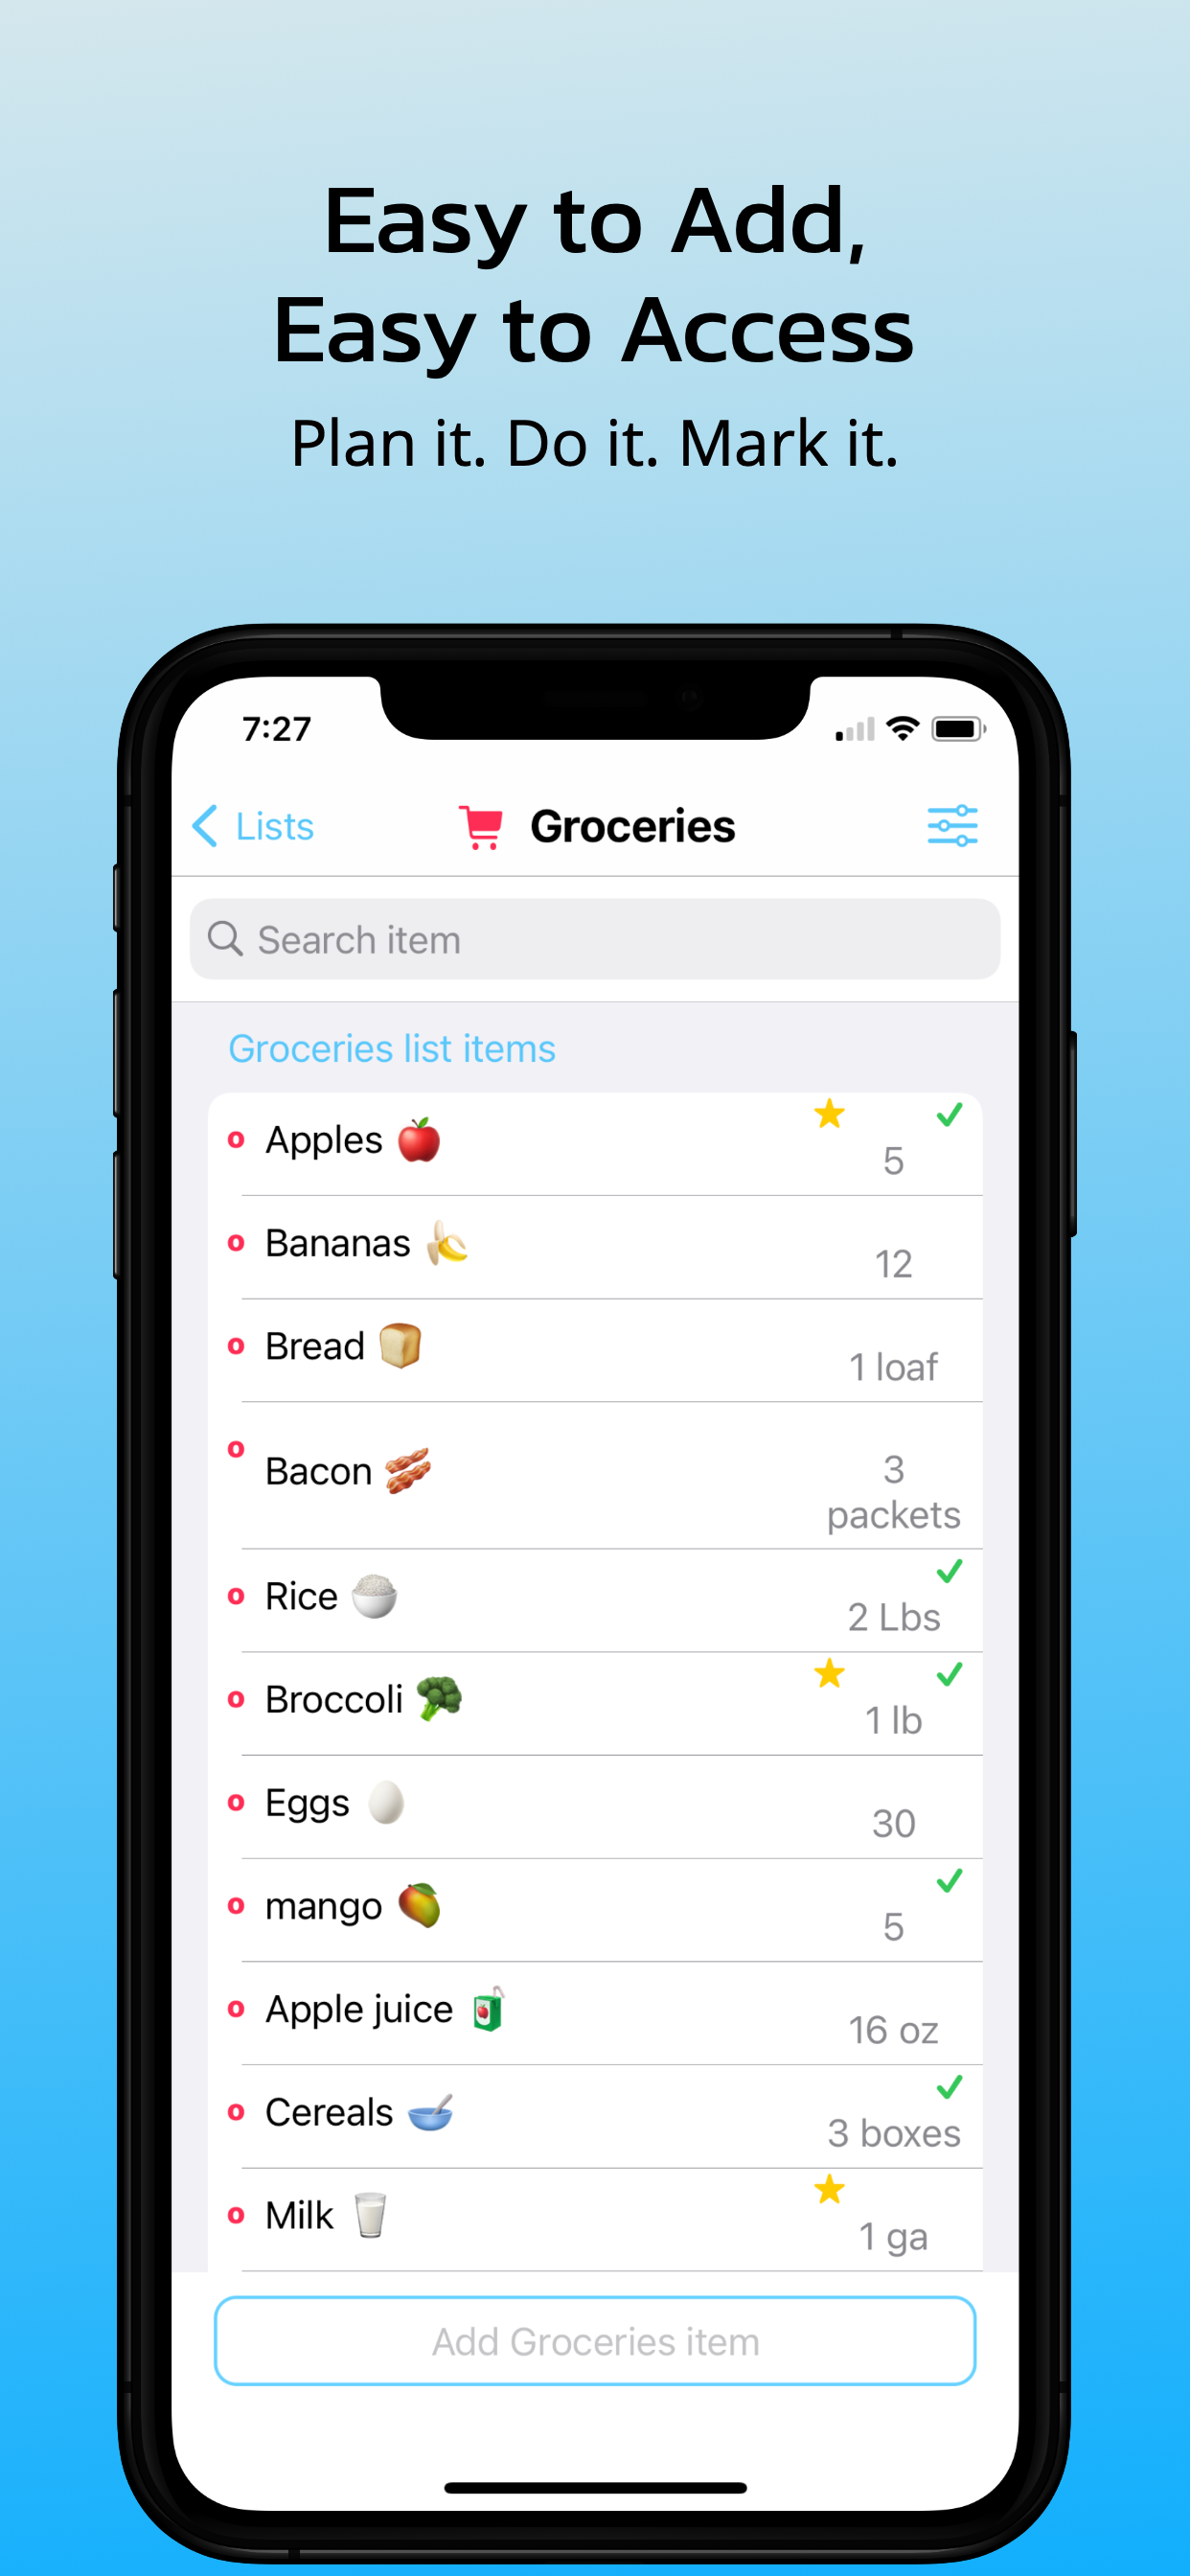 Easy to Add,
Easy to Access
Plan it. Do it. Mark it.
7:27
Lists
Groceries
Search item
Groceries list items
Apples
5
Bananas
12
Bread
1 loaf
Bacon
3
packets
Rice
2 Lbs
Broccoli
1 lb
Eggs
30
mango
5
Apple juice
16 oz
Cereals
3 boxes
Milk
1 ga
Add Groceries item